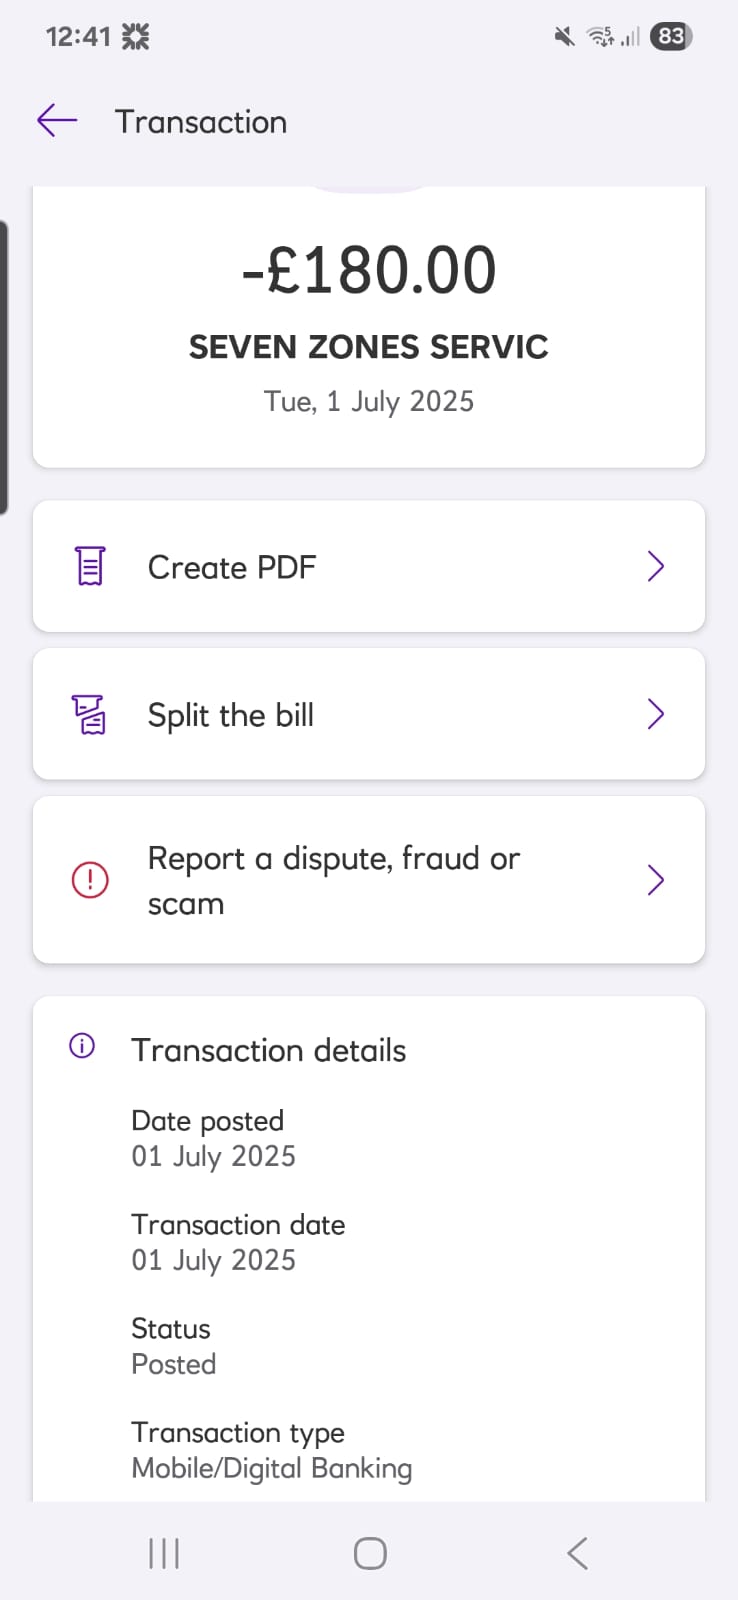 12:41
83
Transaction
-£180.00
SEVEN ZONES SERVIC
Tue, 1 July 2025
Create PDF
Split the bill
Report a dispute, fraud or
scam
Transaction details
Date posted
01 July 2025
Transaction date
01 July 2025
Status
Posted
Transaction type
Mobile/Digital Banking